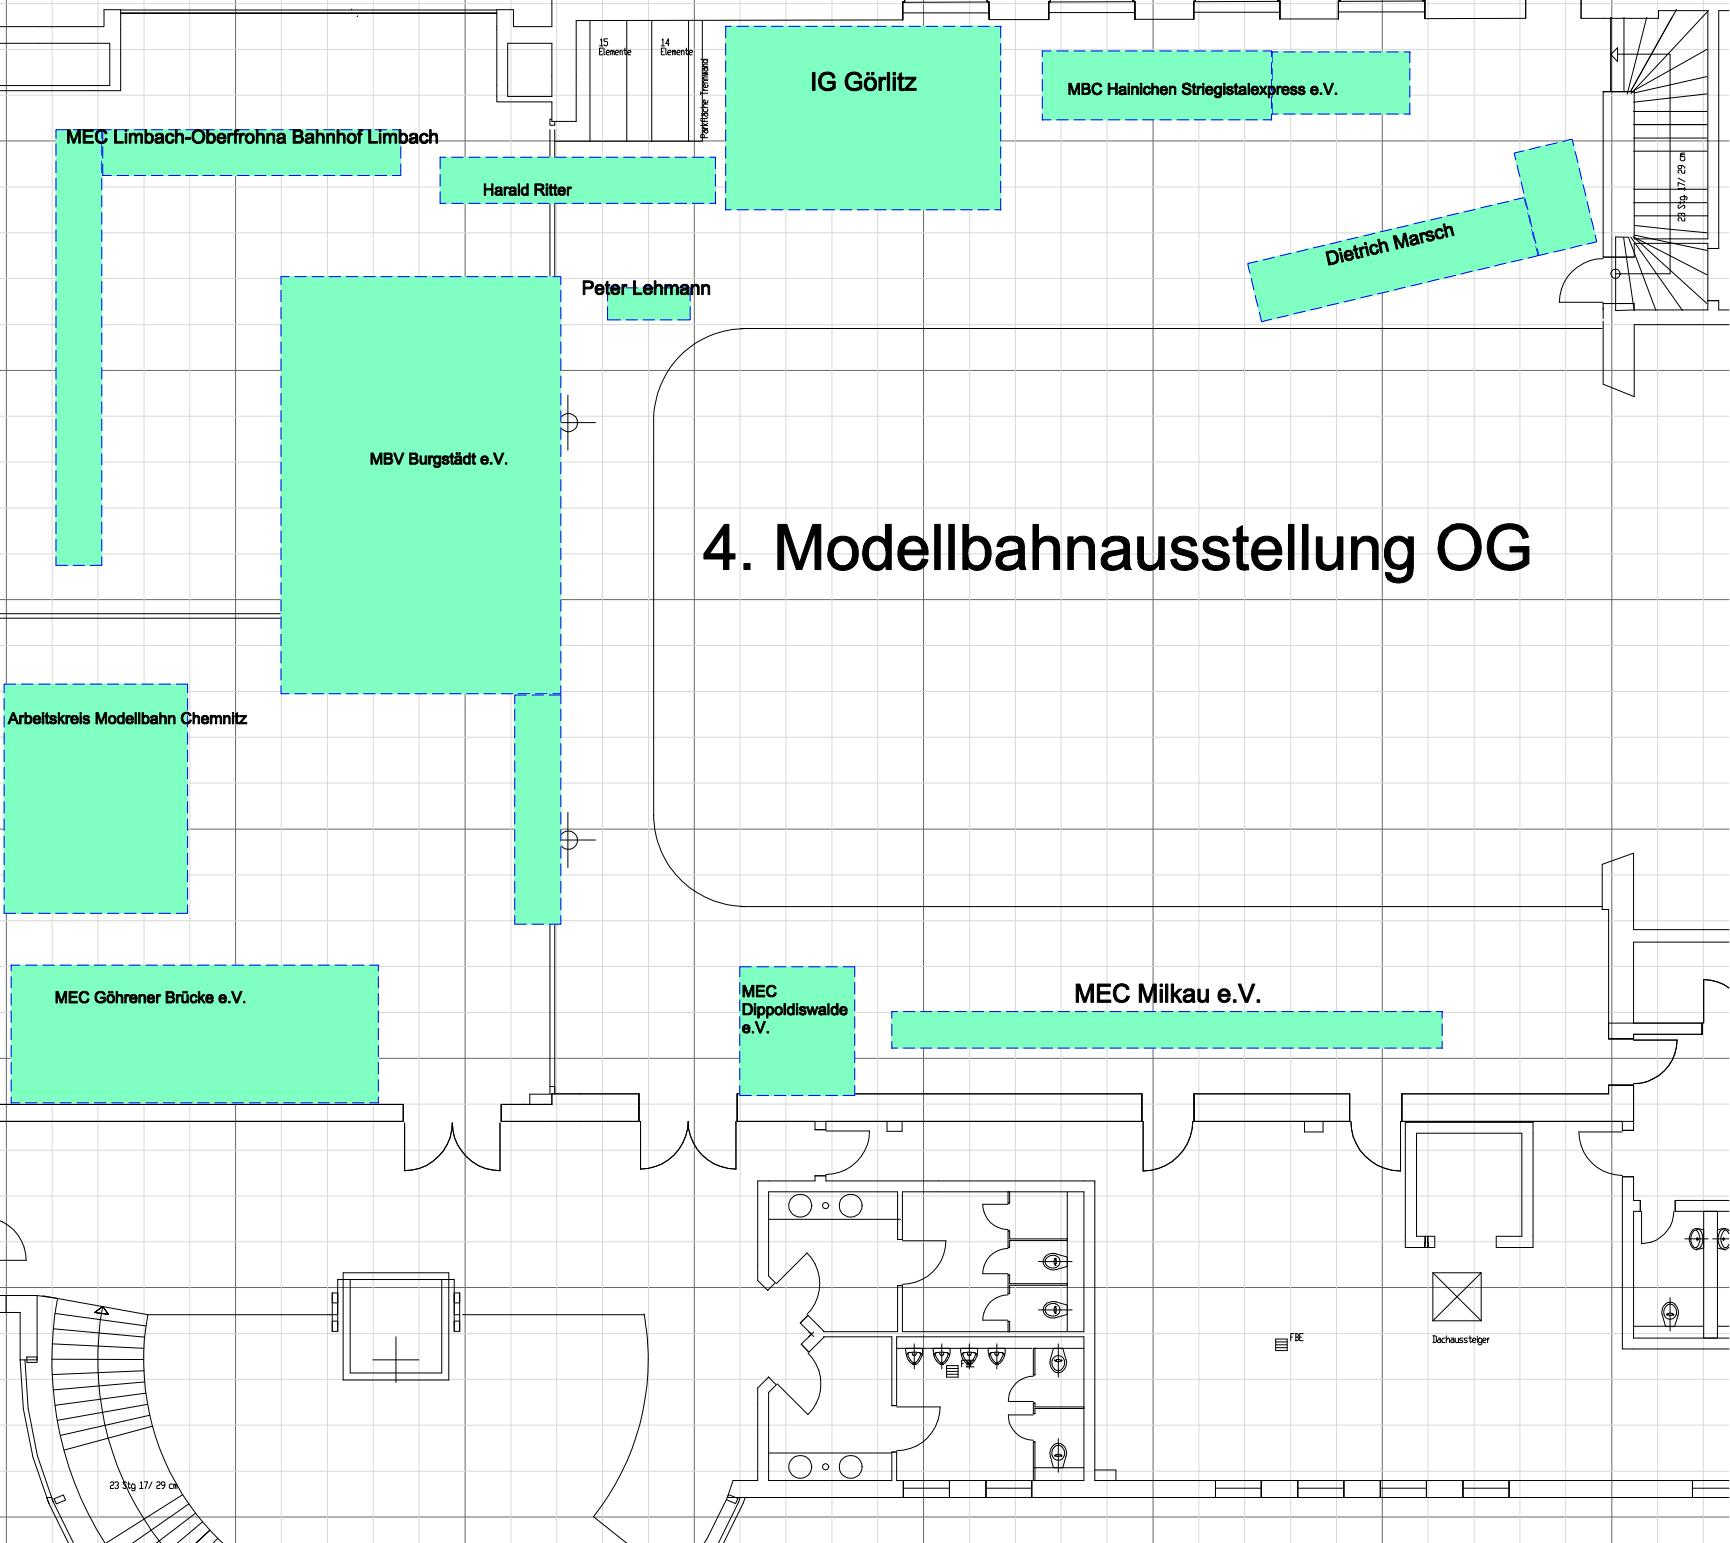 15
Elemente
14
Elemente
Parkfläche Trennwand
IG Görlitz
MBC Hainichen Striegistalexpress e.V.
MEC Limbach-Oberfrohna Bahnhof Limbach
Harald Ritter
23 Stg 17/ 29 cm
Dietrich Marsch
Peter Lehmann
MBV Burgstädt e.V.
4. Modellbahnausstellung OG
Arbeitskreis Modellbahn Chemnitz
MEC Göhrener Brücke e.V.
MEC
Dippoldiswalde
e.V.
MEC Milkau e.V.
FBE
Dachaussteiger
23 Stg 17/ 29 cm